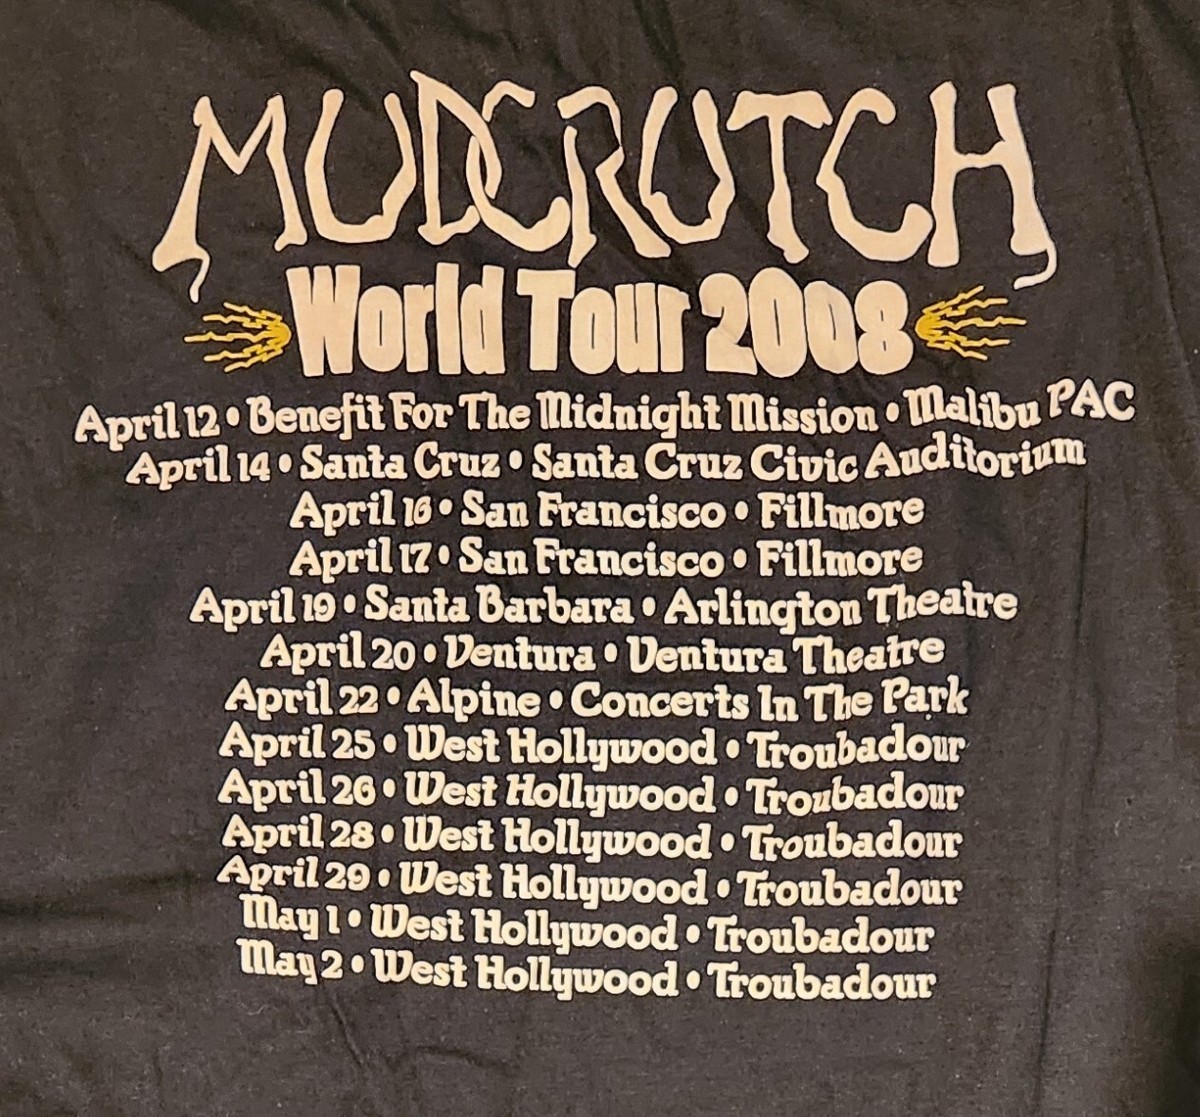 MUDCRUTCH
World Tour 2008
April 12 • Benefit For The Midnight Mission • Malibu PAC
April 14 • Santa Cruz • Santa Cruz Civic Auditorium
April 16 • San Francisco • Fillmore
April 17 • San Francisco • Fillmore
April 19 • Santa Barbara • Arlington Theatre
April 20 • Ventura • Ventura Theatre
April 22 • Alpine • Concerts In The Park
April 25 • West Hollywood • Troubadour
April 26 • West Hollywood • Troubadour
April 28 • West Hollywood • Troubadour
April 29 • West Hollywood • Troubadour
May 1 • West Hollywood • Troubadour
May 2 • West Hollywood • Troubadour